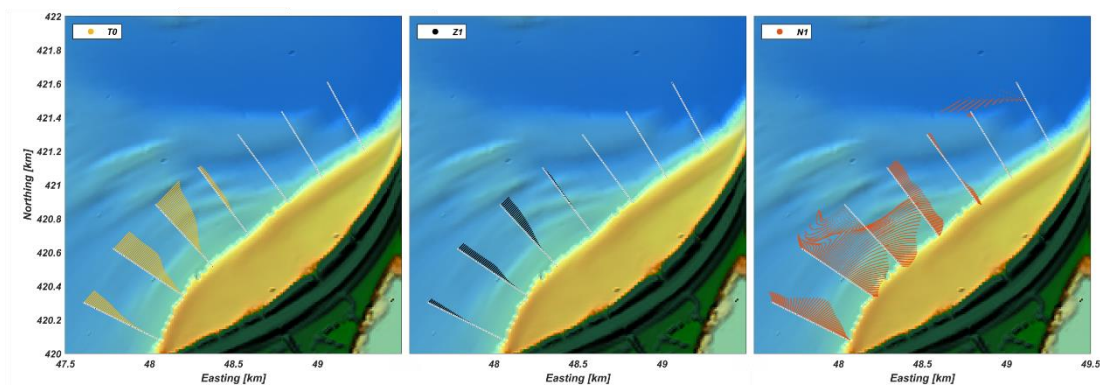 T0
Z1
N1
422
421.8
421.6
421.4
421.2
421
420.8
420.6
420.4
420.2
420
Northing [km]
47.5 48 48.5 49
48 48.5 49
48 48.5 49 49.5
Easting [km]
Easting [km]
Easting [km]